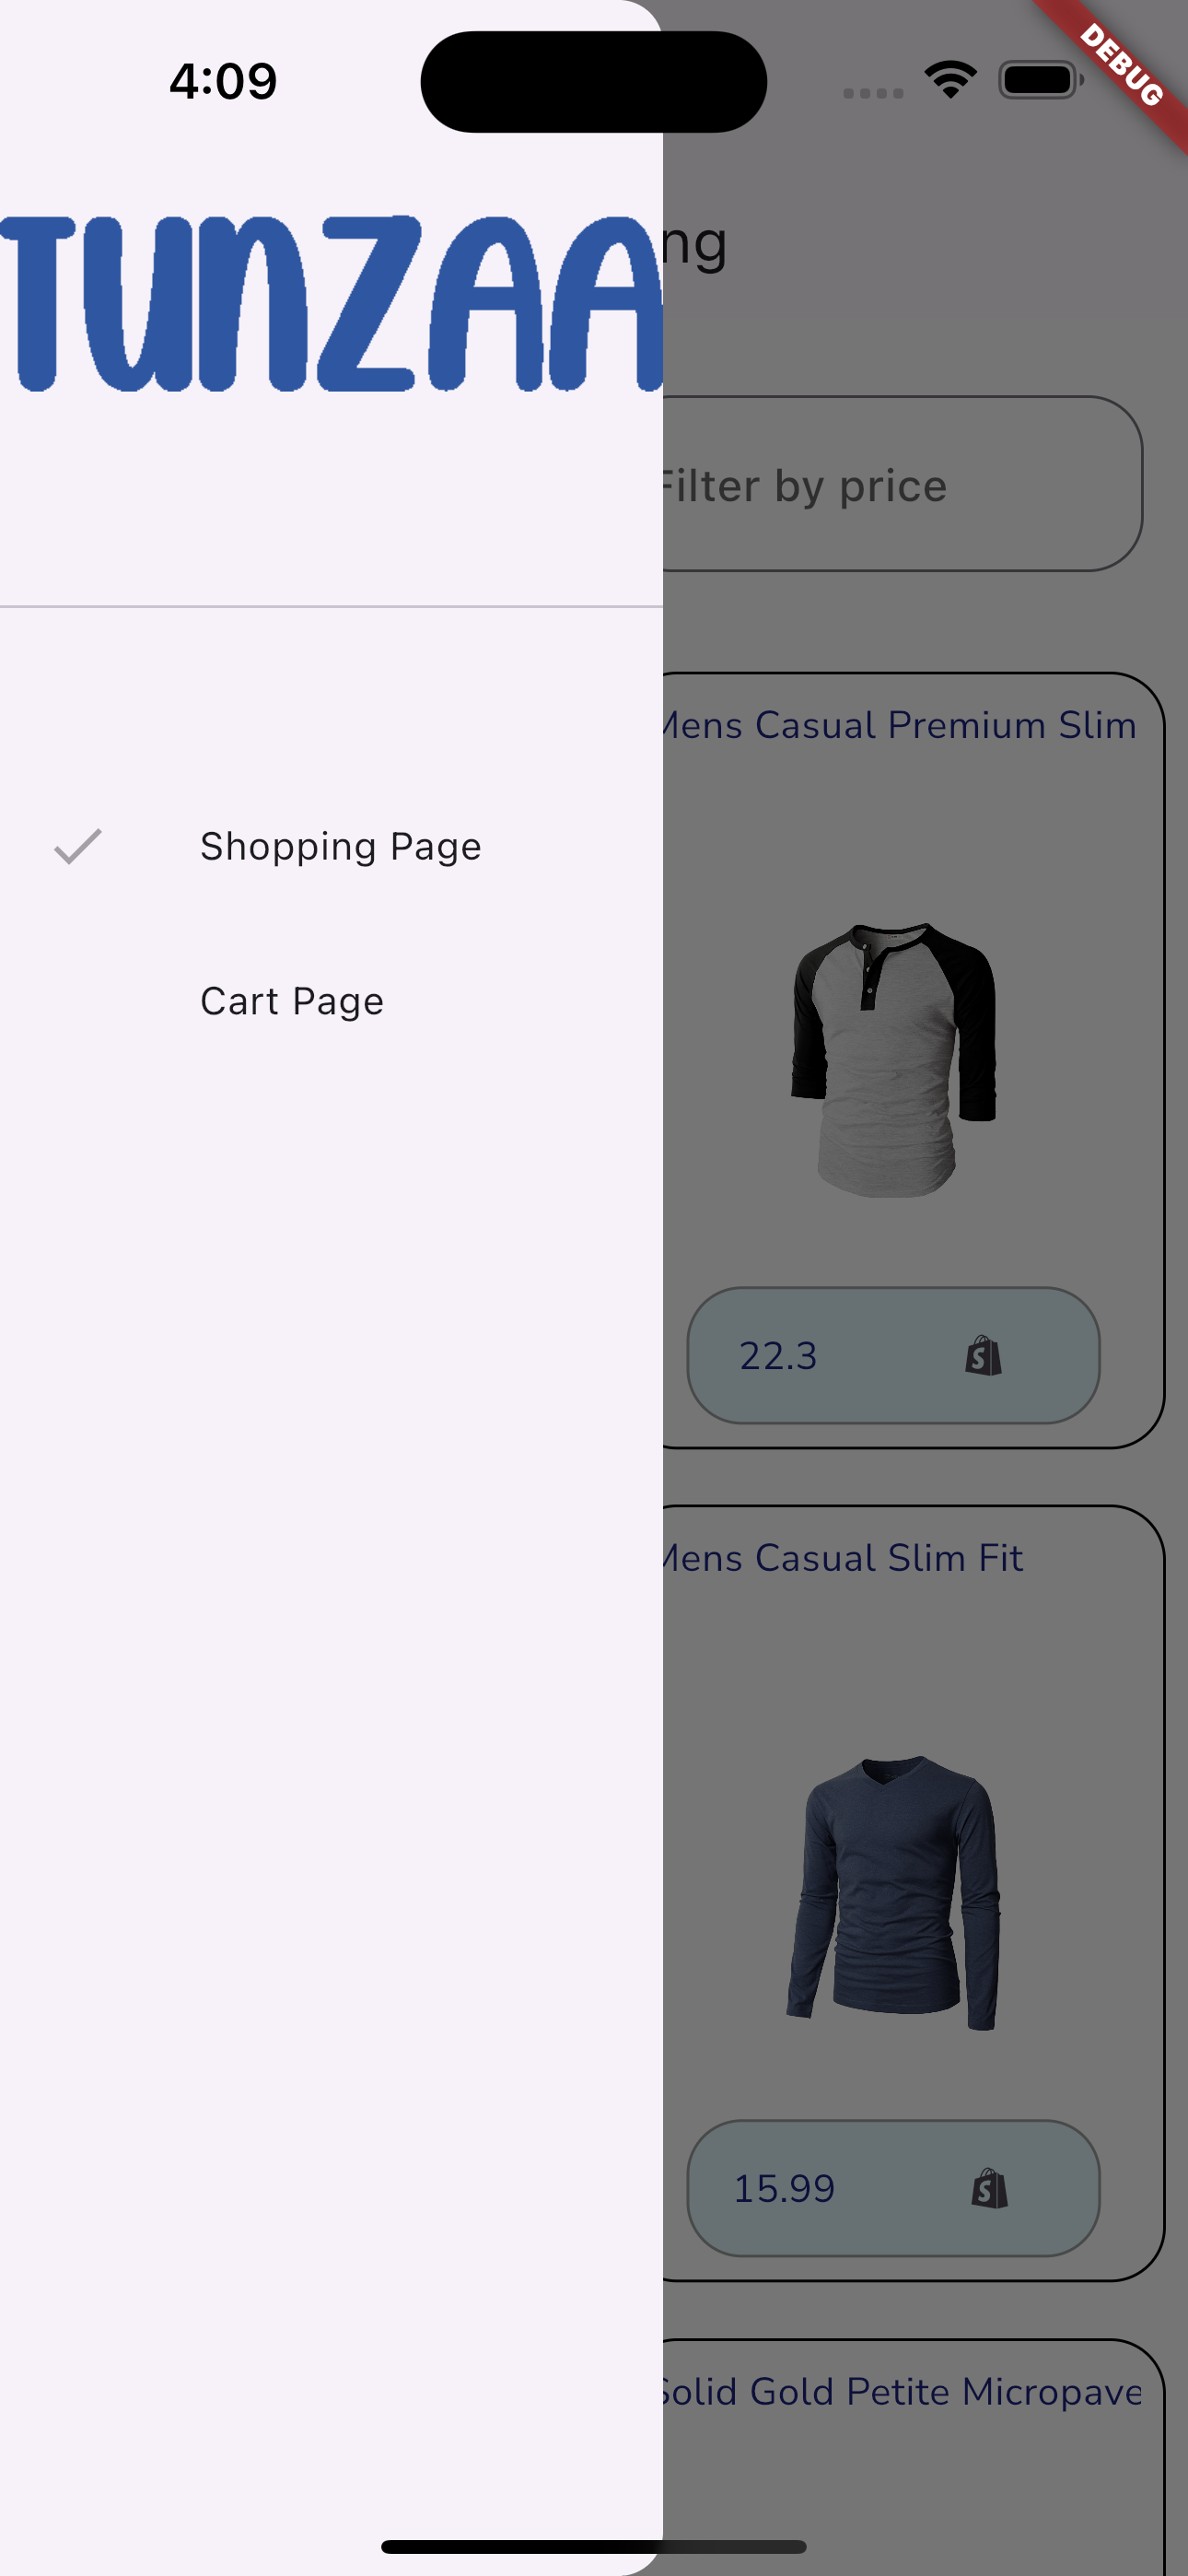 4:09
DEBUG
TUNZAA
ng
Filter by price
Mens Casual Premium Slim
Shopping Page
Cart Page
22.3
Mens Casual Slim Fit
15.99
Solid Gold Petite Micropave